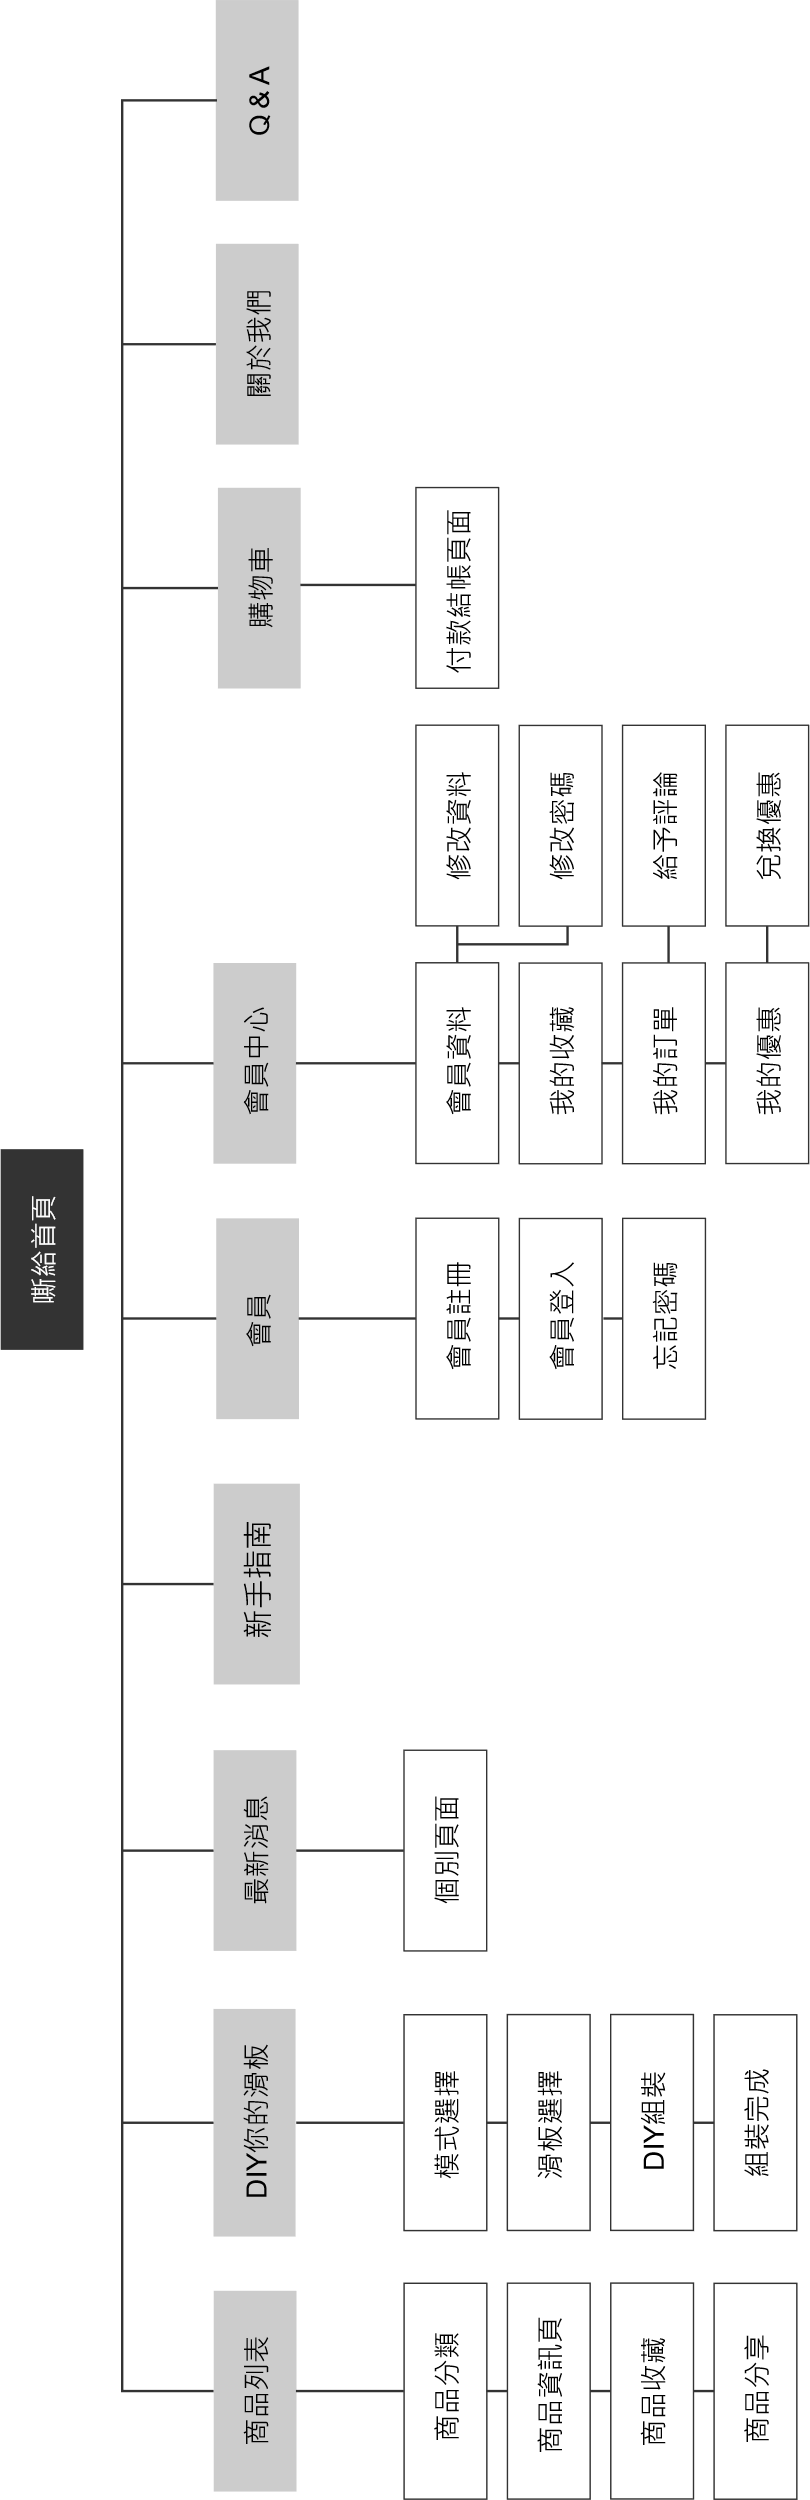 嘶給首頁
商品列表
DIY你的滑板
最新消息
新手指南
會員
會員中心
購物車
關於我們
Q & A
商品分類
商品資訊頁
商品收藏
商品分享
模式選擇
滑板選擇
DIY組裝
組裝完成
個別頁面
會員註冊
會員登入
忘記密碼
會員資料
我的收藏
我的訂單
我的優惠
修改資料
修改密碼
給予評論
兌換優惠
付款結帳頁面